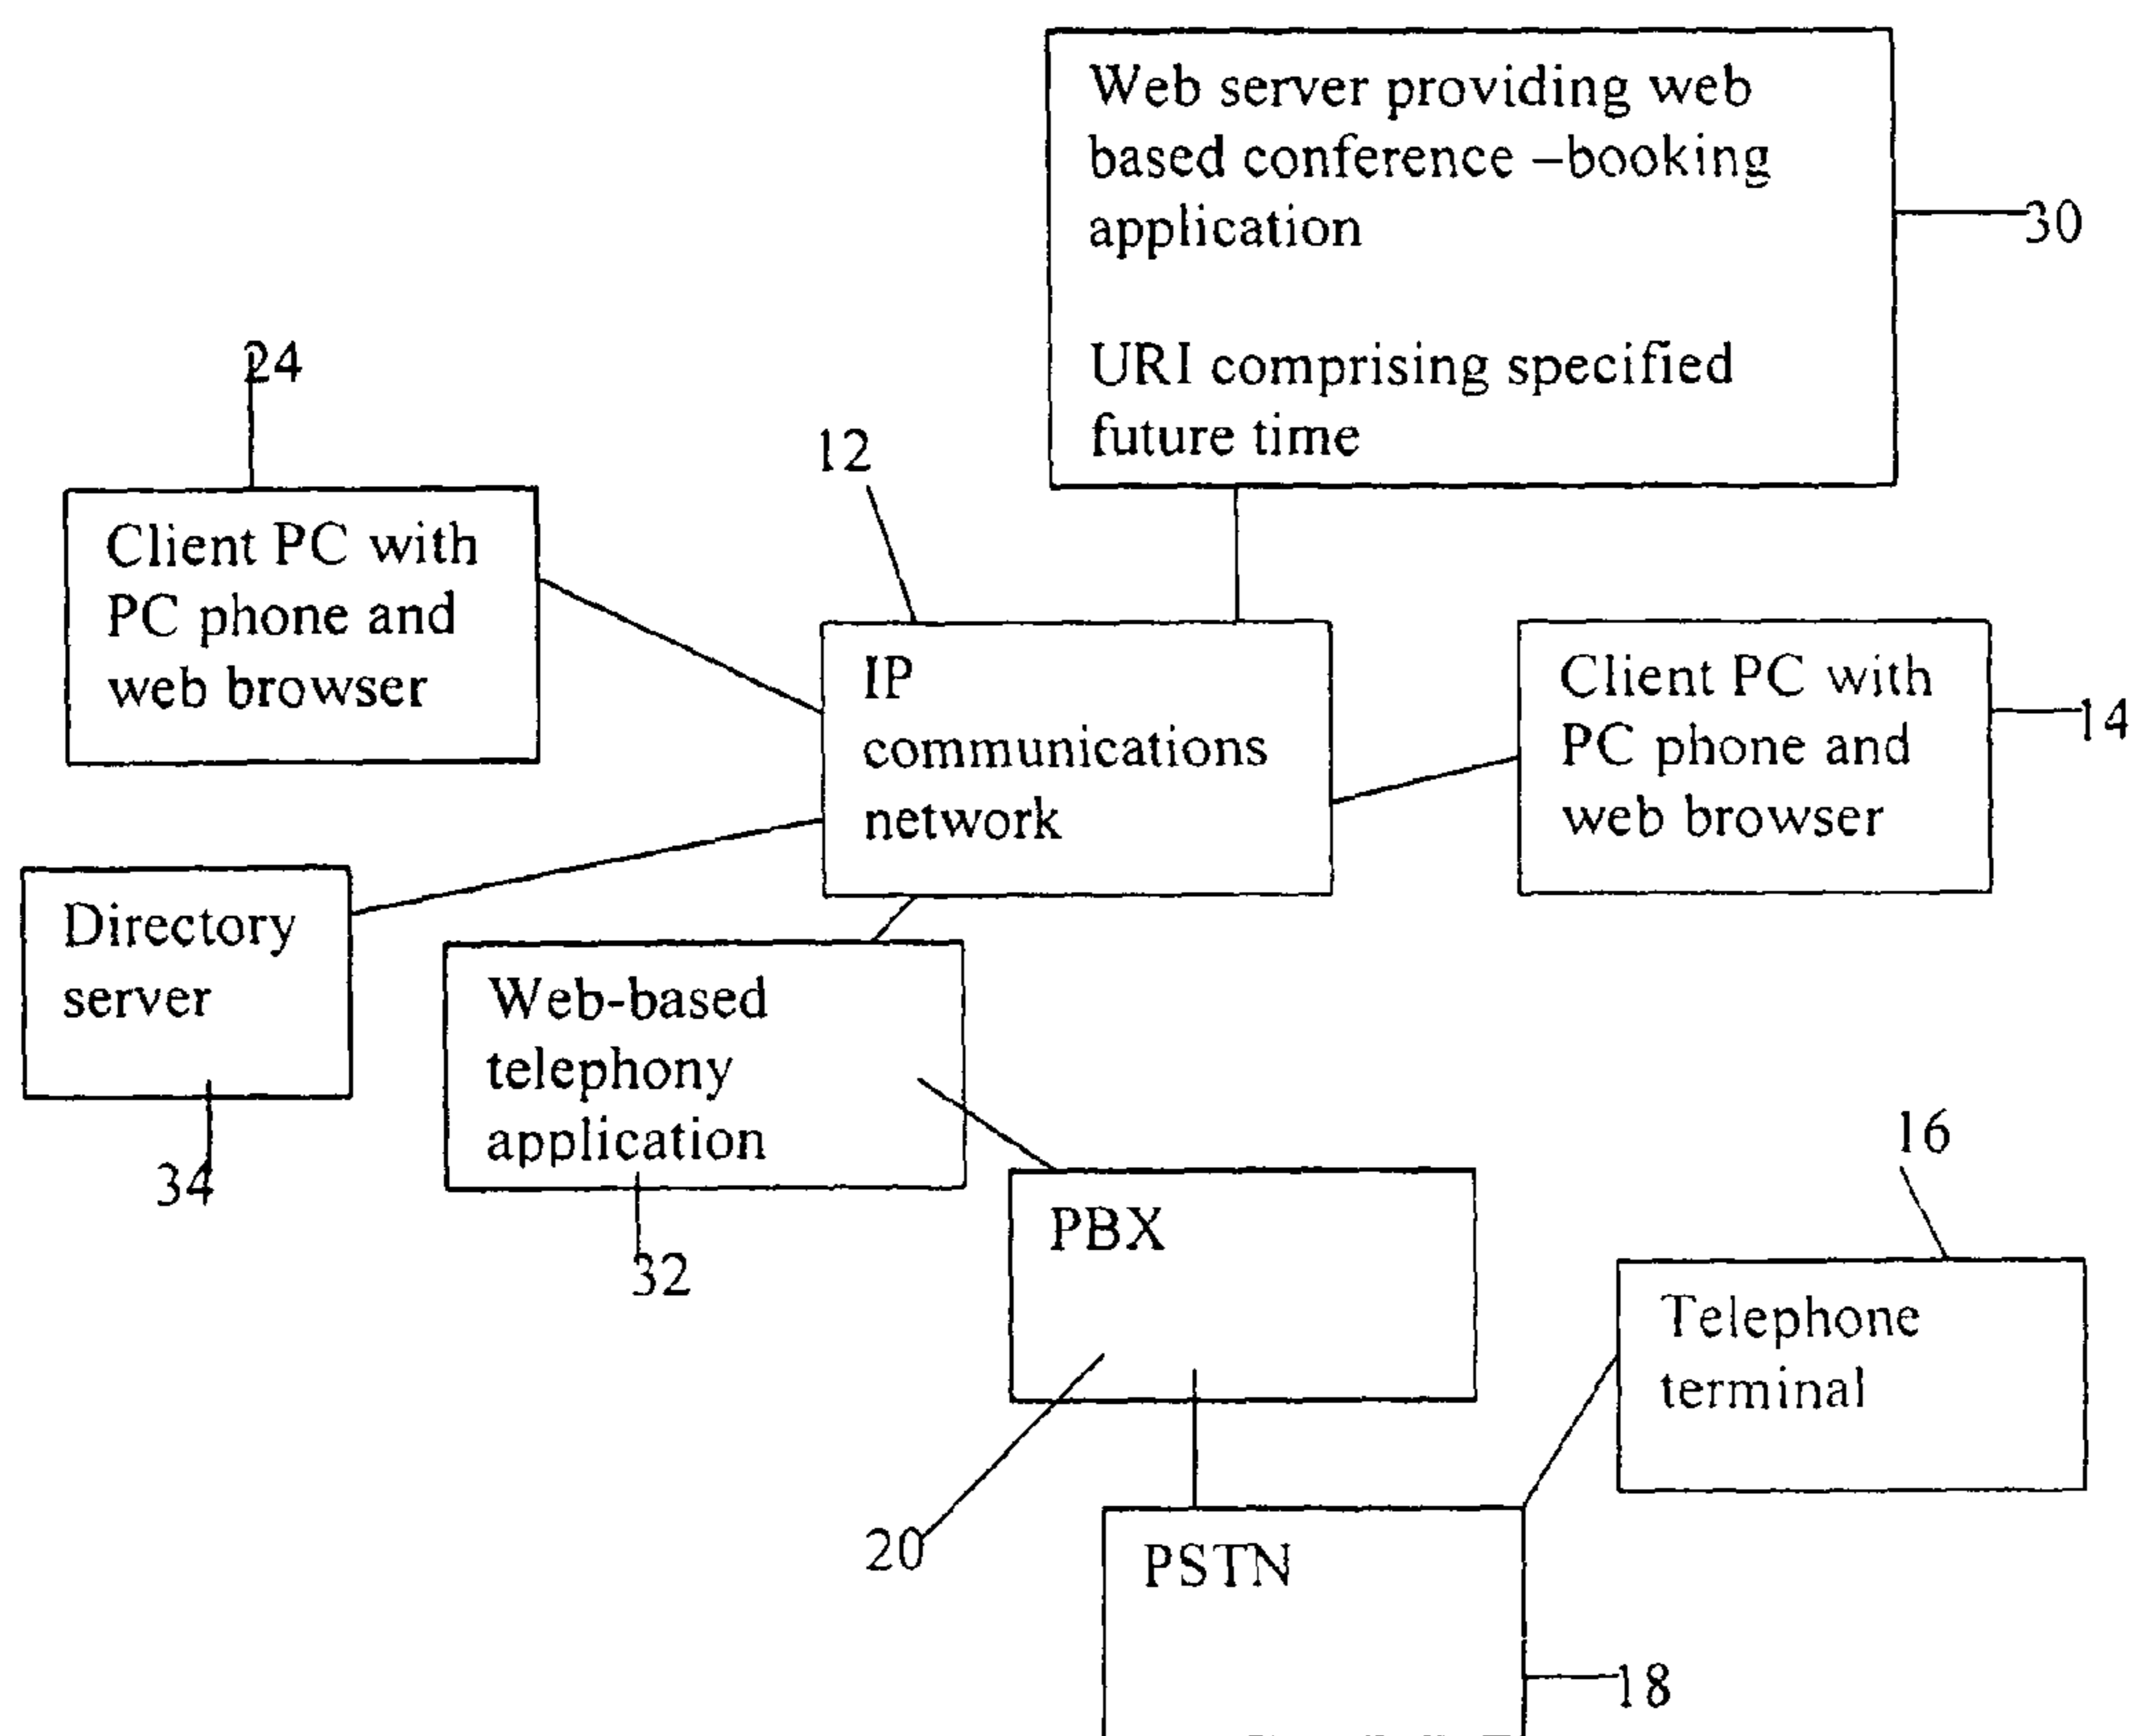 Web server providing web
based conference –booking
application
URI comprising specified
future time
30
24
12
Client PC with
PC phone and
web browser
IP
communications
network
Client PC with
PC phone and
web browser
14
Directory
server
34
Web-based
telephony
application
32
PBX
20
16
Telephone
terminal
PSTN
18